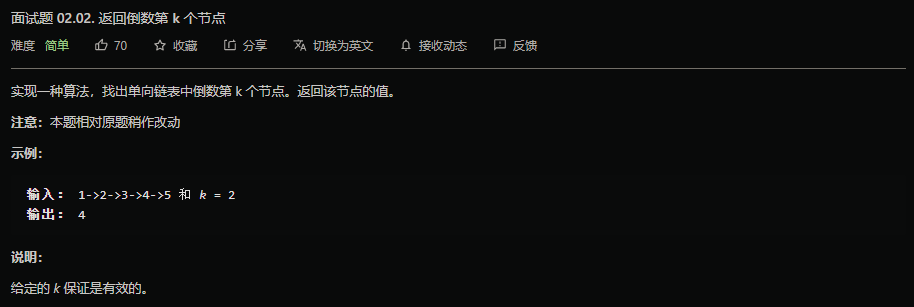 面试题 02.02. 返回倒数第 k 个节点
难度 简单 70 收藏 分享 切换为英文 接收动态 反馈
实现一种算法，找出单向链表中倒数第 k 个节点。返回该节点的值。
注意：本题相对原题稍作改动
示例：
输入： 1->2->3->4->5 和 k = 2
输出： 4
说明：
给定的 k 保证是有效的。